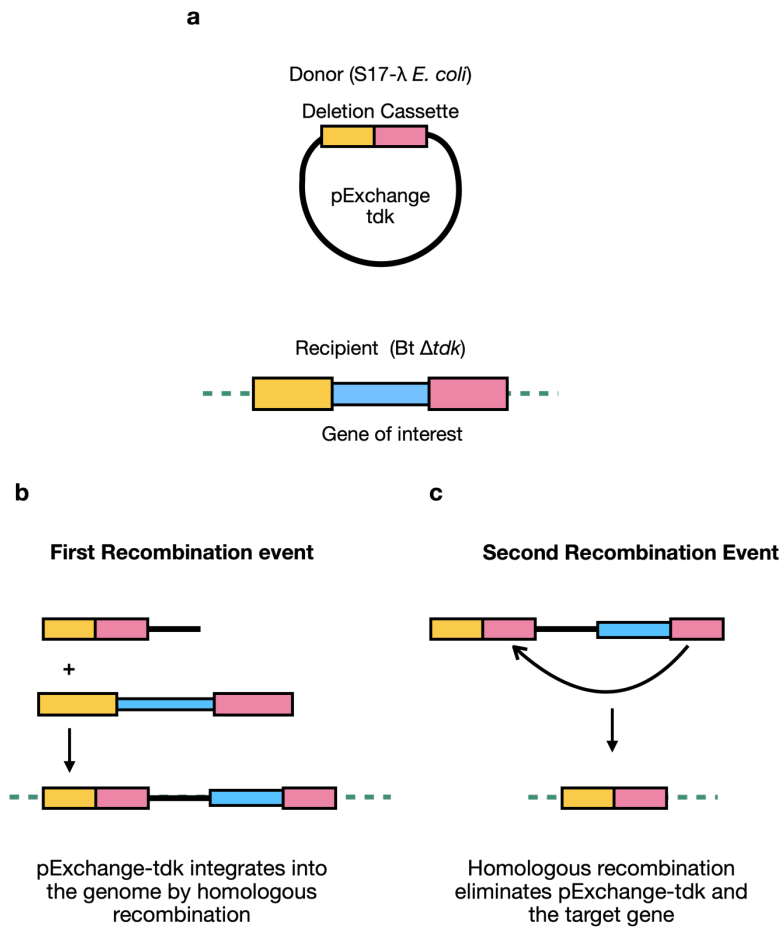 a
Donor (S17-λ E. coli)
Deletion Cassette
pExchange
tdk
Recipient (Bt Δtdk)
Gene of interest
b
First Recombination event
+
pExchange-tdk integrates into
the genome by homologous
recombination
c
Second Recombination Event
Homologous recombination
eliminates pExchange-tdk and
the target gene